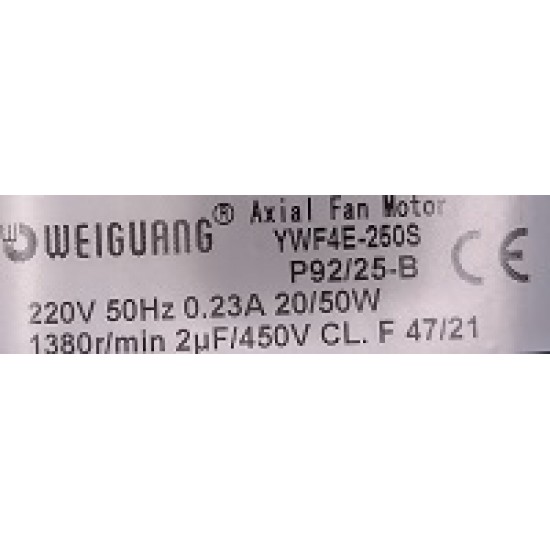 WEIGUANG® Axial Fan Motor
YWF4E-250S
P92/25-B CE
220V 50Hz 0.23A 20/50W
1380r/min 2µF/450V CL. F 47/21